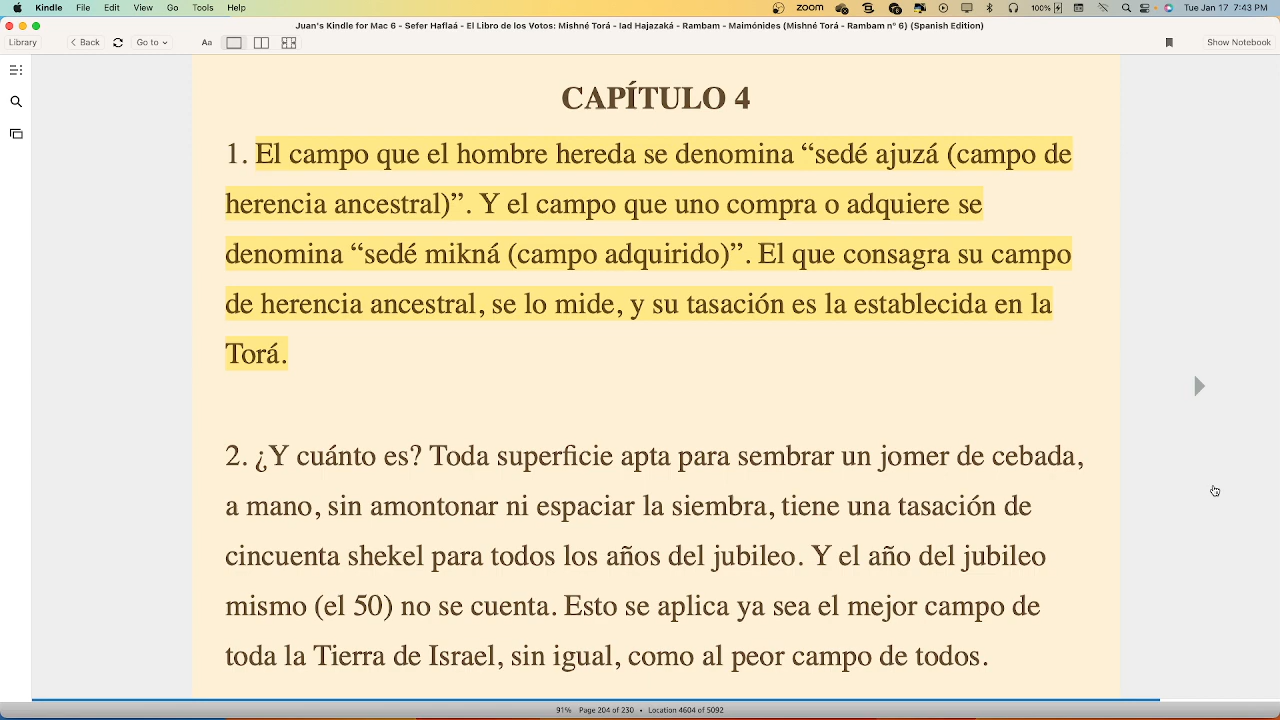 Kindle File Edit View Go Tools Help zoom 100% Tue Jan 17 7:43 PM
Juan's Kindle for Mac 6 - Sefer Haflaá - El Libro de los Votos: Mishné Torá - Iad Hajazaká - Rambam - Maimónides (Mishné Torá - Rambam nº 6) (Spanish Edition)
Library Back Go to Aa Show Notebook
CAPÍTULO 4
1. El campo que el hombre hereda se denomina “sedé ajuzá (campo de
herencia ancestral)”. Y el campo que uno compra o adquiere se
denomina “sedé mikná (campo adquirido)”. El que consagra su campo
de herencia ancestral, se lo mide, y su tasación es la establecida en la
Torá.
2. ¿Y cuánto es? Toda superficie apta para sembrar un jomer de cebada,
a mano, sin amontonar ni espaciar la siembra, tiene una tasación de
cincuenta shekel para todos los años del jubileo. Y el año del jubileo
mismo (el 50) no se cuenta. Esto se aplica ya sea el mejor campo de
toda la Tierra de Israel, sin igual, como al peor campo de todos.
91% Page 204 of 230 • Location 4604 of 5092